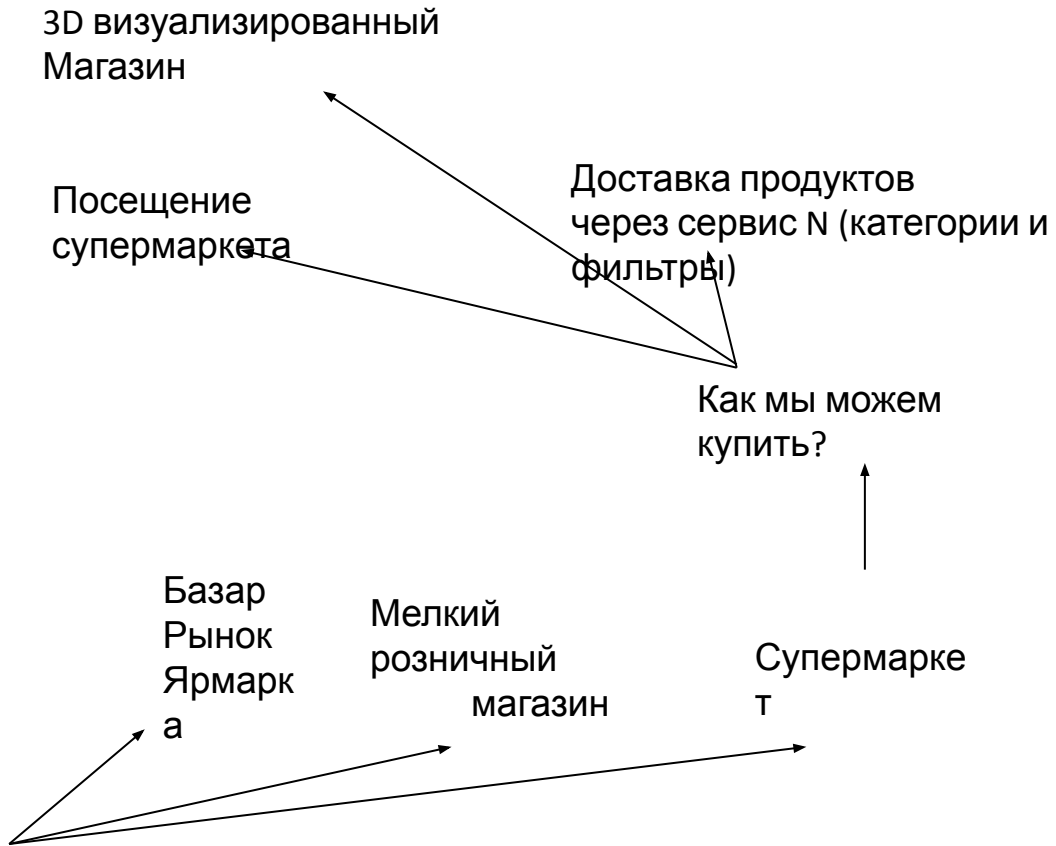 3D визуализированный
Магазин
Посещение
супермаркета
Доставка продуктов
через сервис N (категории и
фильтры)
Как мы можем
купить?
Базар
Рынок
Ярмарк
а
Мелкий
розничный
магазин
Супермарке
т